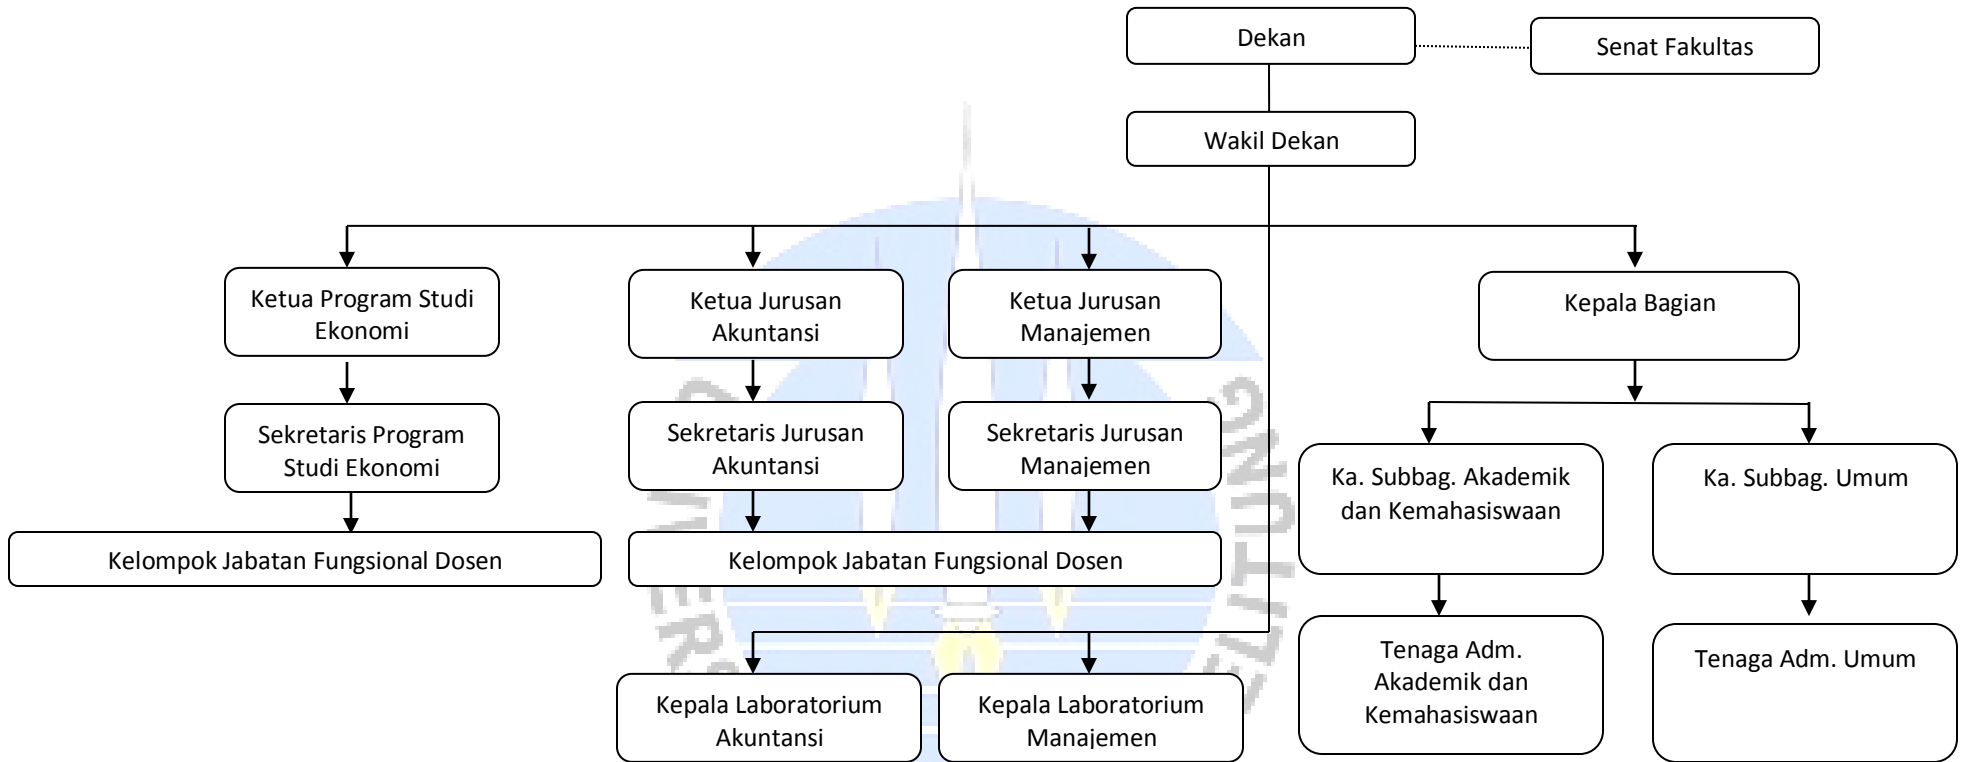 Dekan
Senat Fakultas
Wakil Dekan
Ketua Program Studi
Ekonomi
Ketua Jurusan
Akuntansi
Ketua Jurusan
Manajemen
Kepala Bagian
Sekretaris Program
Studi Ekonomi
Sekretaris Jurusan
Akuntansi
Sekretaris Jurusan
Manajemen
Ka. Subbag. Akademik
dan Kemahasiswaan
Ka. Subbag. Umum
Kelompok Jabatan Fungsional Dosen
Kelompok Jabatan Fungsional Dosen
Tenaga Adm.
Akademik dan
Kemahasiswaan
Tenaga Adm. Umum
Kepala Laboratorium
Akuntansi
Kepala Laboratorium
Manajemen